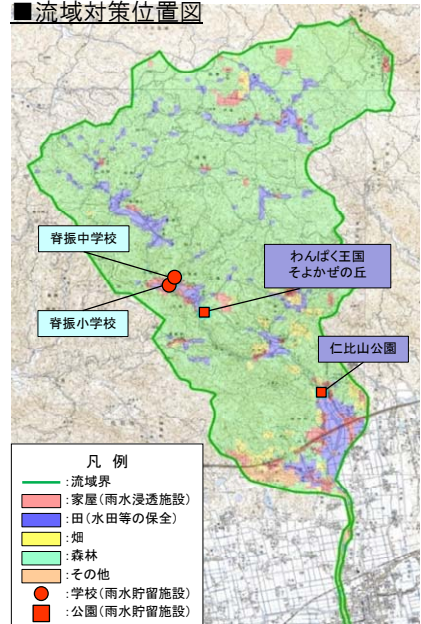 ■流域対策位置図
脊振中学校
わんぱく王国
そよかぜの丘
脊振小学校
仁比山公園
凡 例
:流域界
:家屋(雨水浸透施設)
:田(水田等の保全)
:畑
:森林
:その他
:学校(雨水貯留施設)
:公園(雨水貯留施設)